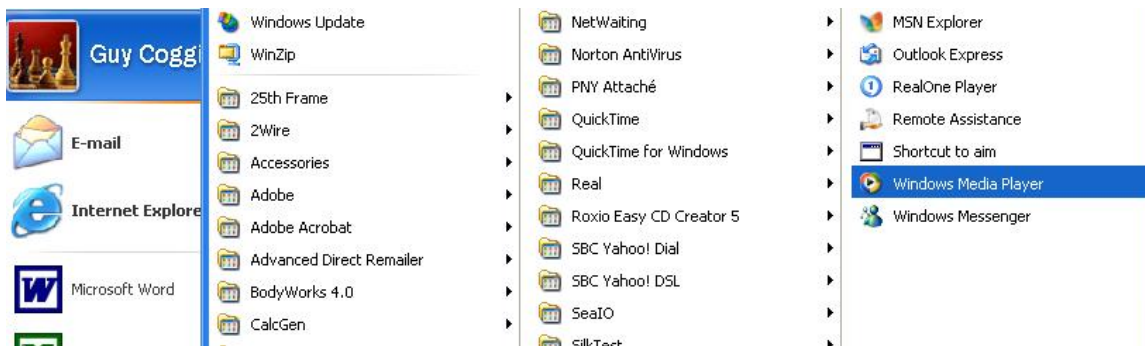 Guy Coggi
E-mail
Internet Explore
Microsoft Word
Windows Update
WinZip
25th Frame
2Wire
Accessories
Adobe
Adobe Acrobat
Advanced Direct Remailer
BodyWorks 4.0
CalcGen
NetWaiting
Norton AntiVirus
PNY Attaché
QuickTime
QuickTime for Windows
Real
Roxio Easy CD Creator 5
SBC Yahoo! Dial
SBC Yahoo! DSL
SeaIO
SilkTest
MSN Explorer
Outlook Express
RealOne Player
Remote Assistance
Shortcut to aim
Windows Media Player
Windows Messenger